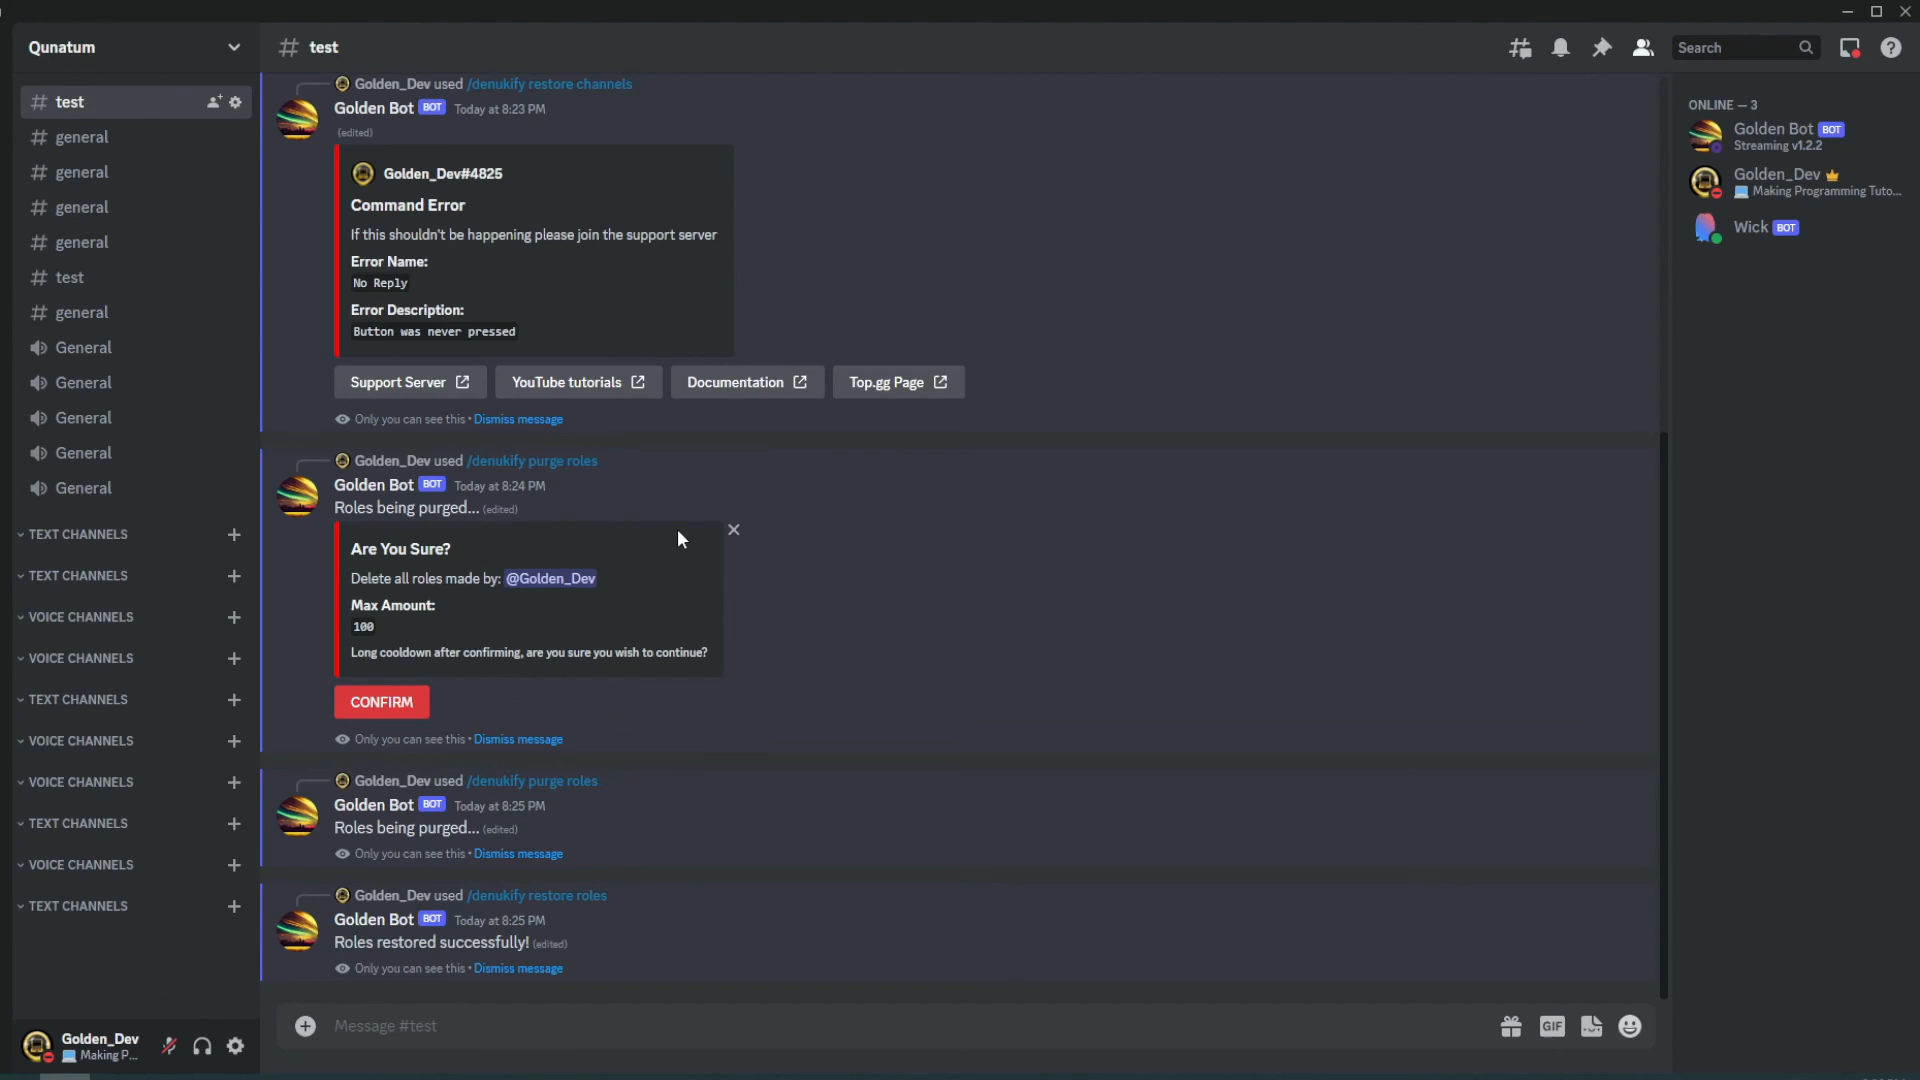 Qunatum
test
general
general
general
general
test
general
General
General
General
General
General
TEXT CHANNELS
TEXT CHANNELS
VOICE CHANNELS
VOICE CHANNELS
TEXT CHANNELS
VOICE CHANNELS
VOICE CHANNELS
TEXT CHANNELS
VOICE CHANNELS
TEXT CHANNELS
Golden_Dev
Making P...
# test
Search
Golden_Dev used /denukify restore channels
Golden Bot BOT Today at 8:23 PM
(edited)
Golden_Dev#4825
Command Error
If this shouldn't be happening please join the support server
Error Name:
No Reply
Error Description:
Button was never pressed
Support Server YouTube tutorials Documentation Top.gg Page
Only you can see this • Dismiss message
Golden_Dev used /denukify purge roles
Golden Bot BOT Today at 8:24 PM
Roles being purged... (edited)
Are You Sure?
Delete all roles made by: @Golden_Dev
Max Amount:
100
Long cooldown after confirming, are you sure you wish to continue?
CONFIRM
Only you can see this • Dismiss message
Golden_Dev used /denukify purge roles
Golden Bot BOT Today at 8:25 PM
Roles being purged... (edited)
Only you can see this • Dismiss message
Golden_Dev used /denukify restore roles
Golden Bot BOT Today at 8:25 PM
Roles restored successfully! (edited)
Only you can see this • Dismiss message
Message #test
GIF
ONLINE — 3
Golden Bot BOT
Streaming v1.2.2
Golden_Dev
Making Programming Tuto...
Wick BOT